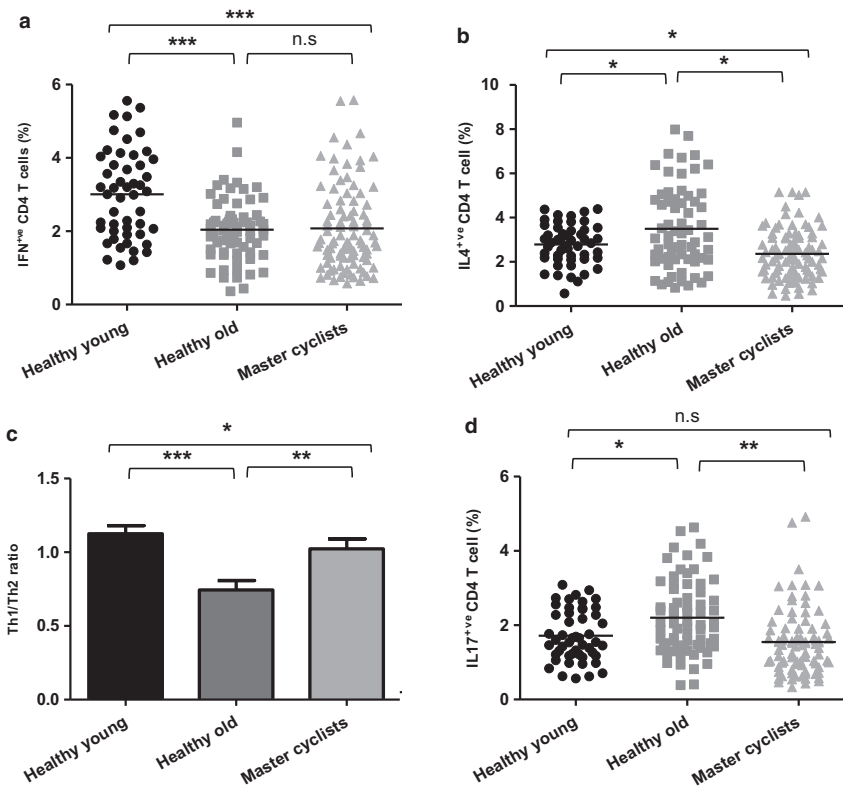 a
***
***
n.s
IFN+ve CD4 T cells (%)
6
4
2
0
Healthy young
Healthy old
Master cyclists
b
*
*
*
IL4+ve CD4 T cell (%)
10
8
6
4
2
0
Healthy young
Healthy old
Master cyclists
c
*
***
**
Th1/Th2 ratio
1.5
1.0
0.5
0.0
Healthy young
Healthy old
Master cyclists
d
n.s
*
**
IL17+ve CD4 T cell (%)
6
4
2
0
Healthy young
Healthy old
Master cyclists